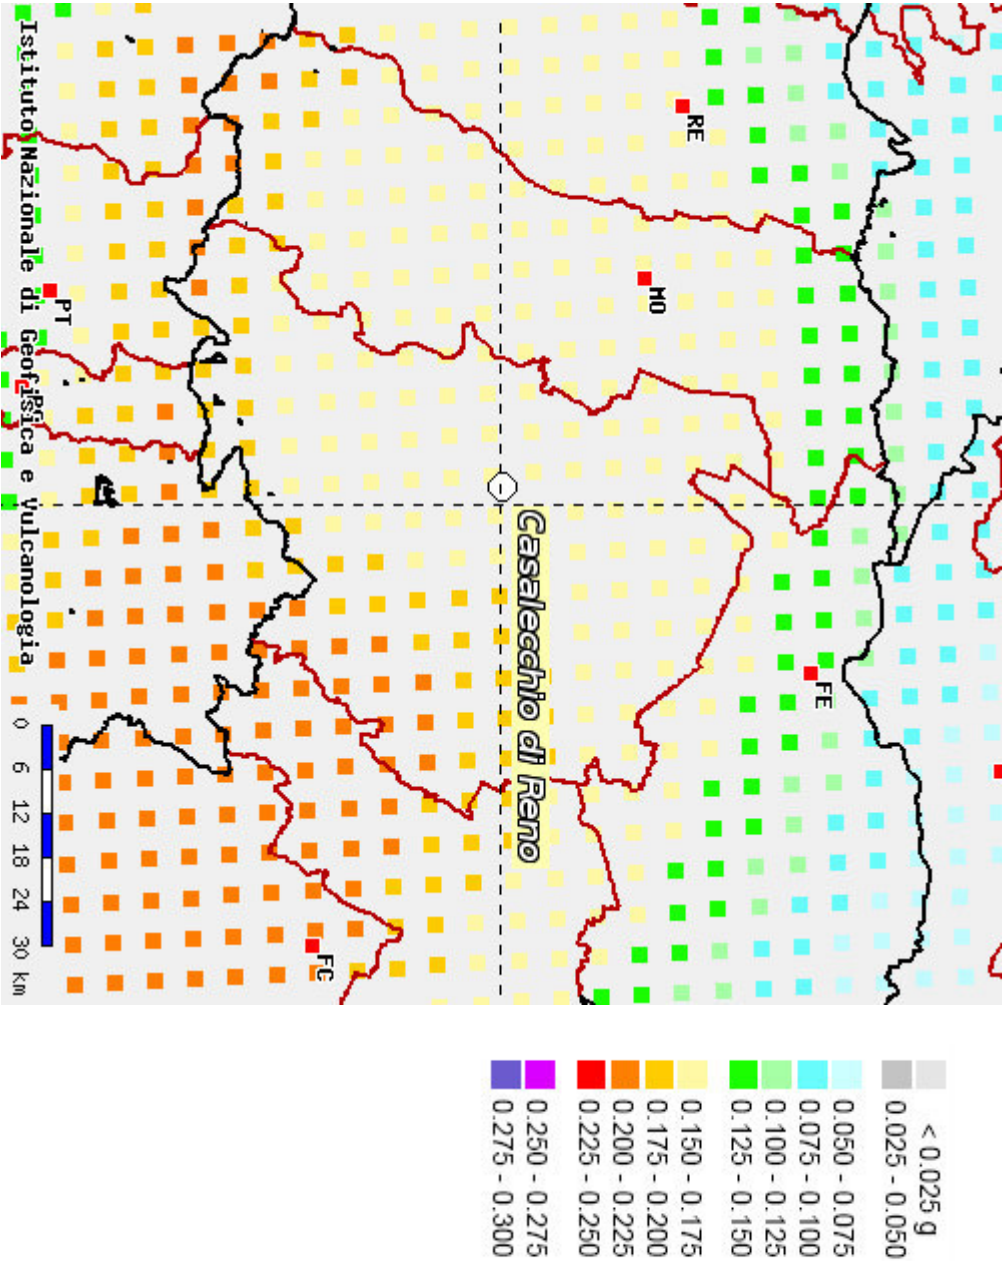 RE
MO
FE
Casalecchio di Reno
FC
PT
PO
Istituto Nazionale di Geofisica e Vulcanologia
0 6 12 18 24 30 km
< 0.025 g
0.025 - 0.050
0.050 - 0.075
0.075 - 0.100
0.100 - 0.125
0.125 - 0.150
0.150 - 0.175
0.175 - 0.200
0.200 - 0.225
0.225 - 0.250
0.250 - 0.275
0.275 - 0.300